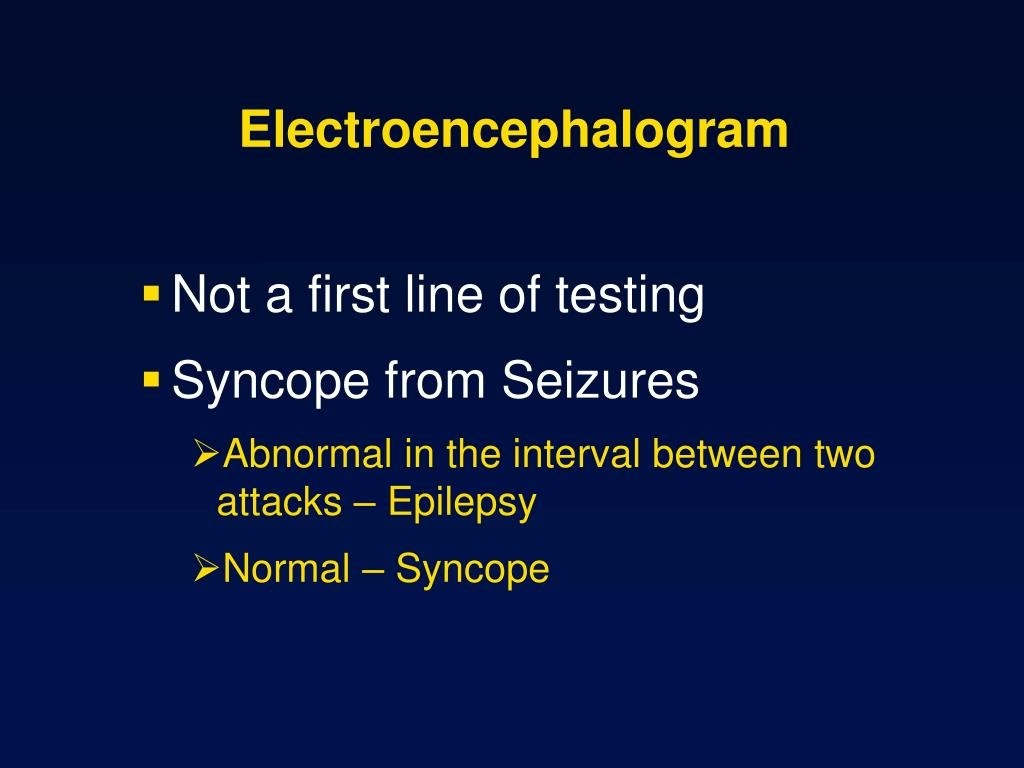 Electroencephalogram
▪ Not a first line of testing
▪ Syncope from Seizures
➢Abnormal in the interval between two
attacks – Epilepsy
➢Normal – Syncope